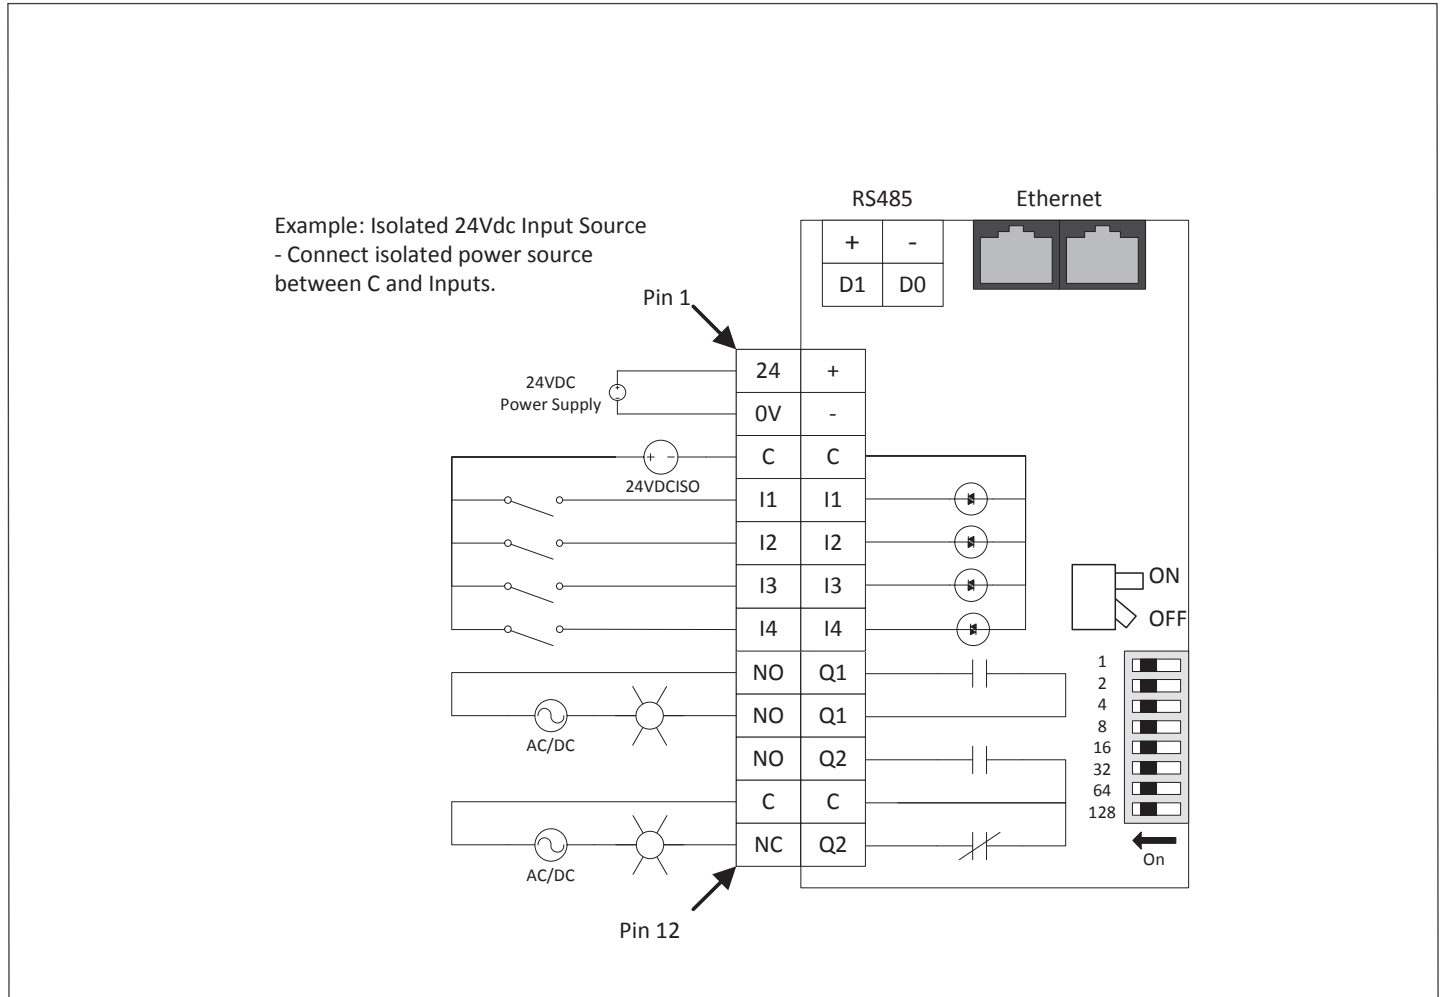 RS485 Ethernet
Example: Isolated 24Vdc Input Source
- Connect isolated power source
between C and Inputs.
+ -
D1 D0
Pin 1
24 +
24VDC
Power Supply
+
-
0V -
C C
+ -
24VDCISO
I1 I1
I2 I2
I3 I3
I4 I4
ON
OFF
NO Q1
NO Q1
AC/DC
NO Q2
C C
NC Q2
AC/DC
1
2
4
8
16
32
64
128
On
Pin 12